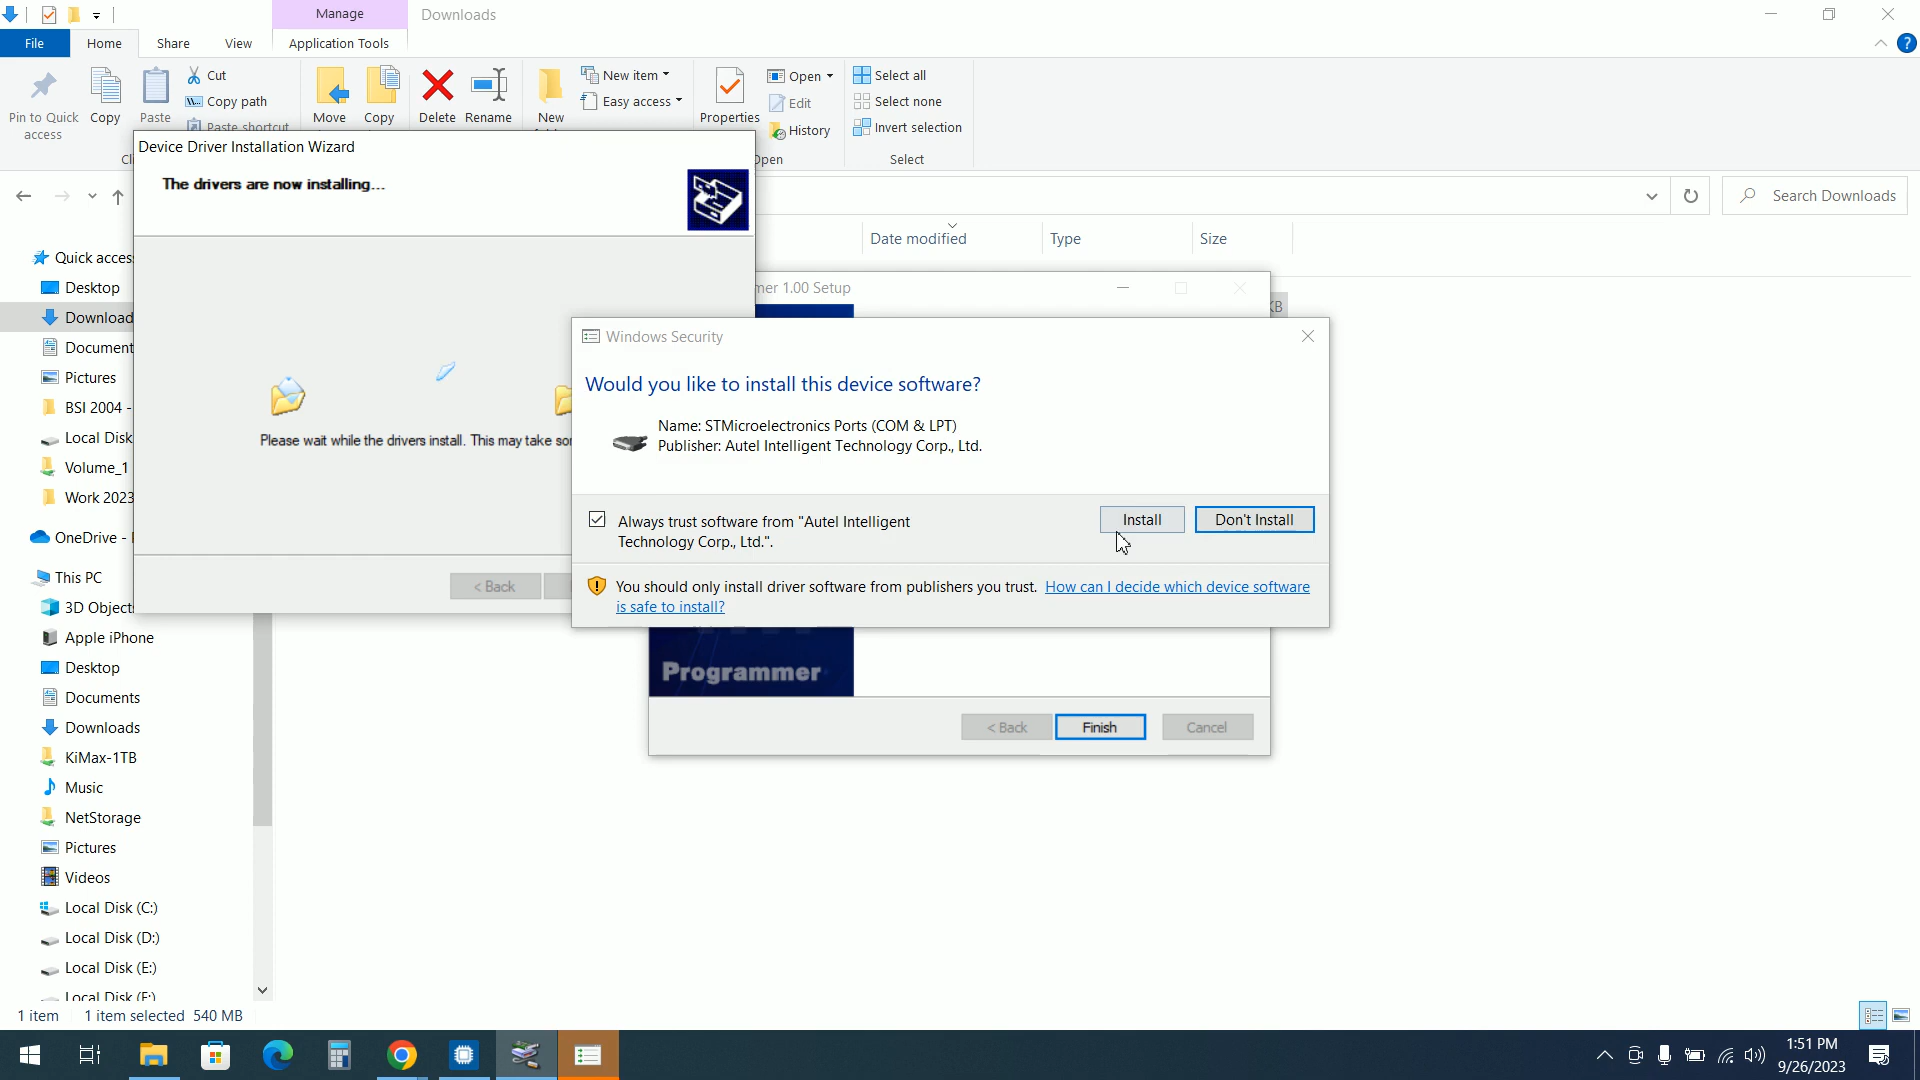 Manage
Downloads
File
Home
Share
View
Application Tools
Pin to Quick
access
Copy
Paste
Cut
Copy path
Paste shortcut
Move
Copy
Delete
Rename
New
New item
Easy access
Properties
Open
Edit
History
Select all
Select none
Invert selection
Select
Search Downloads
Date modified
Type
Size
Device Driver Installation Wizard
The drivers are now installing...
Please wait while the drivers install. This may take
< Back
1.00 Setup
KB
Windows Security
Would you like to install this device software?
Name: STMicroelectronics Ports (COM & LPT)
Publisher: Autel Intelligent Technology Corp., Ltd.
Always trust software from "Autel Intelligent
Technology Corp., Ltd.".
Install
Don't Install
You should only install driver software from publishers you trust. How can I decide which device software
is safe to install?
Programmer
< Back
Finish
Cancel
Quick acces
Desktop
Download
Document
Pictures
BSI 2004 -
Local Disk
Volume_1
Work 2023
OneDrive -
This PC
3D Object
Apple iPhone
Desktop
Documents
Downloads
KiMax-1TB
Music
NetStorage
Pictures
Videos
Local Disk (C:)
Local Disk (D:)
Local Disk (E:)
Local Disk (F:)
1 item
1 item selected 540 MB
1:51 PM
9/26/2023